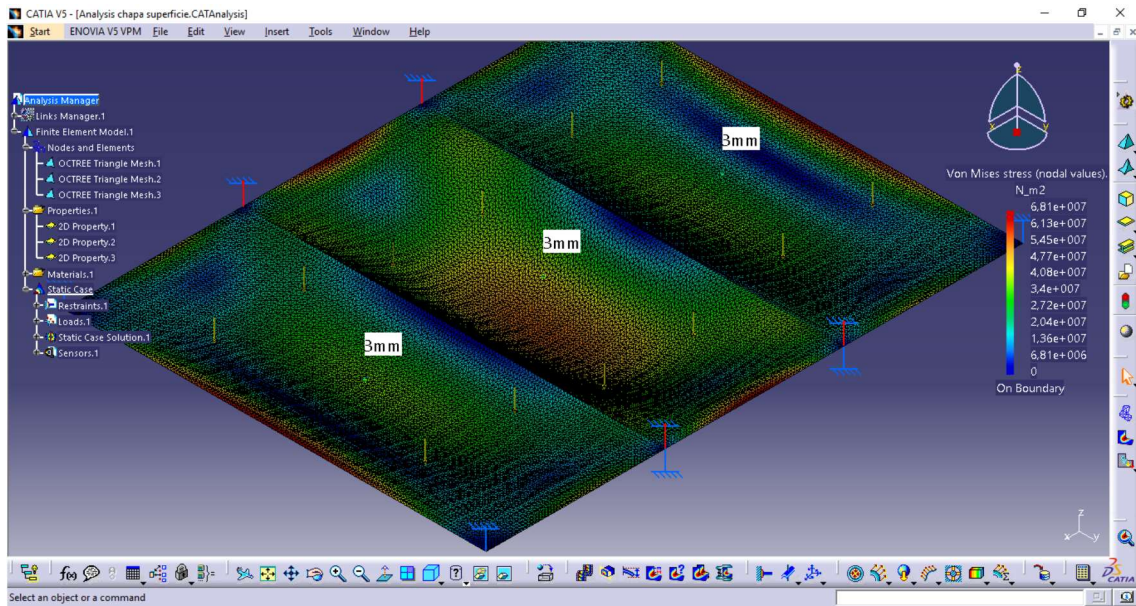 CATIA V5 - [Analysis chapa superficie.CATAnalysis]
Start ENOVIA V5 VPM File Edit View Insert Tools Window Help
Analysis Manager
Links Manager.1
Finite Element Model.1
Nodes and Elements
OCTREE Triangle Mesh.1
OCTREE Triangle Mesh.2
OCTREE Triangle Mesh.3
Properties.1
2D Property.1
2D Property.2
2D Property.3
Materials.1
Static Case
Restraints.1
Loads.1
Static Case Solution.1
Sensors.1
3mm
3mm
3mm
z
x
y
Von Mises stress (nodal values).
N_m2
6,81e+007
6,13e+007
5,45e+007
4,77e+007
4,08e+007
3,4e+007
2,72e+007
2,04e+007
1,36e+007
6,81e+006
0
On Boundary
z
x
y
f(x)
CATIA
Select an object or a command